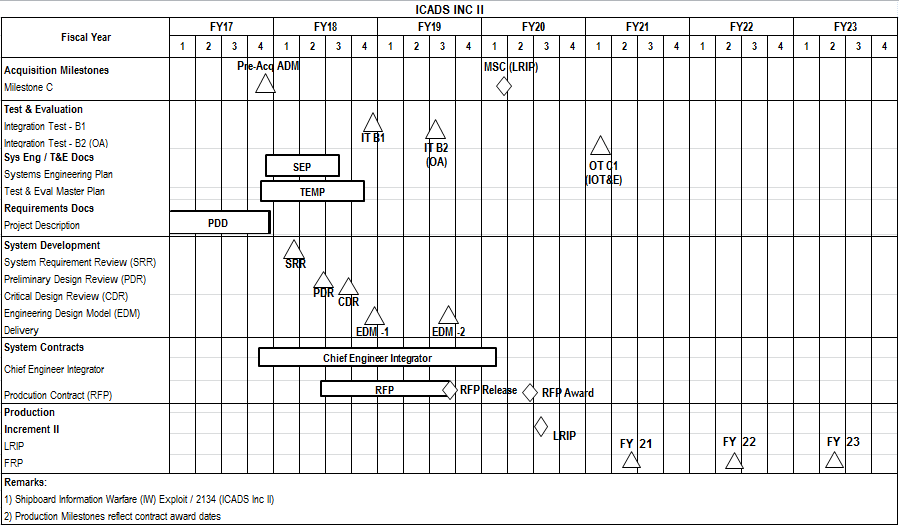 ICADS INC II
Fiscal Year FY17 FY18 FY19 FY20 FY21 FY22 FY23
1 2 3 4 1 2 3 4 1 2 3 4 1 2 3 4 1 2 3 4 1 2 3 4 1 2 3 4
Acquisition Milestones Pre-Acq ADM MSC (LRIP)
Milestone C
Test & Evaluation
Integration Test - B1 IT B1
Integration Test - B2 (OA) IT B2
(OA)
Sys Eng / T&E Docs OT C1
(IOT&E)
Systems Engineering Plan SEP
Test & Eval Master Plan TEMP
Requirements Docs
Project Description PDD
System Development
System Requirement Review (SRR) SRR
Preliminary Design Review (PDR) PDR
Critical Design Review (CDR) CDR
Engineering Design Model (EDM)
Delivery EDM -1 EDM -2
System Contracts
Chief Engineer Integrator Chief Engineer Integrator
Prodcution Contract (RFP) RFP RFP Release RFP Award
Production
Increment II LRIP
LRIP FY 21 FY 22 FY 23
FRP
Remarks:
1) Shipboard Information Warfare (IW) Exploit / 2134 (ICADS Inc II)
2) Production Milestones reflect contract award dates